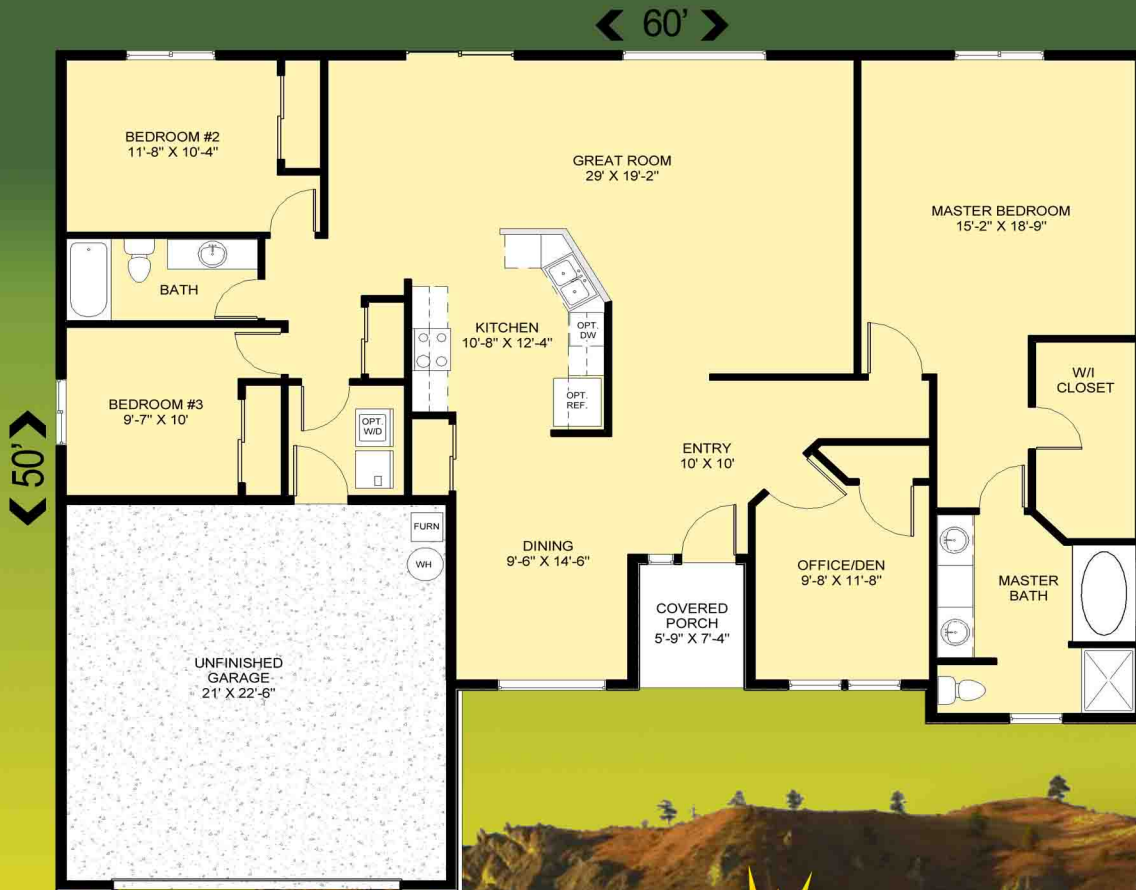 60'
BEDROOM #2
11'-8" X 10'-4"
GREAT ROOM
29' X 19'-2"
MASTER BEDROOM
15'-2" X 18'-9"
BATH
KITCHEN
10'-8" X 12'-4"
OPT.
DW
OPT.
REF.
W/I
CLOSET
BEDROOM #3
9'-7" X 10'
OPT.
W/D
ENTRY
10' X 10'
50'
FURN
WH
DINING
9'-6" X 14'-6"
OFFICE/DEN
9'-8' X 11'-8"
MASTER
BATH
COVERED
PORCH
5'-9" X 7'-4"
UNFINISHED
GARAGE
21' X 22'-6"